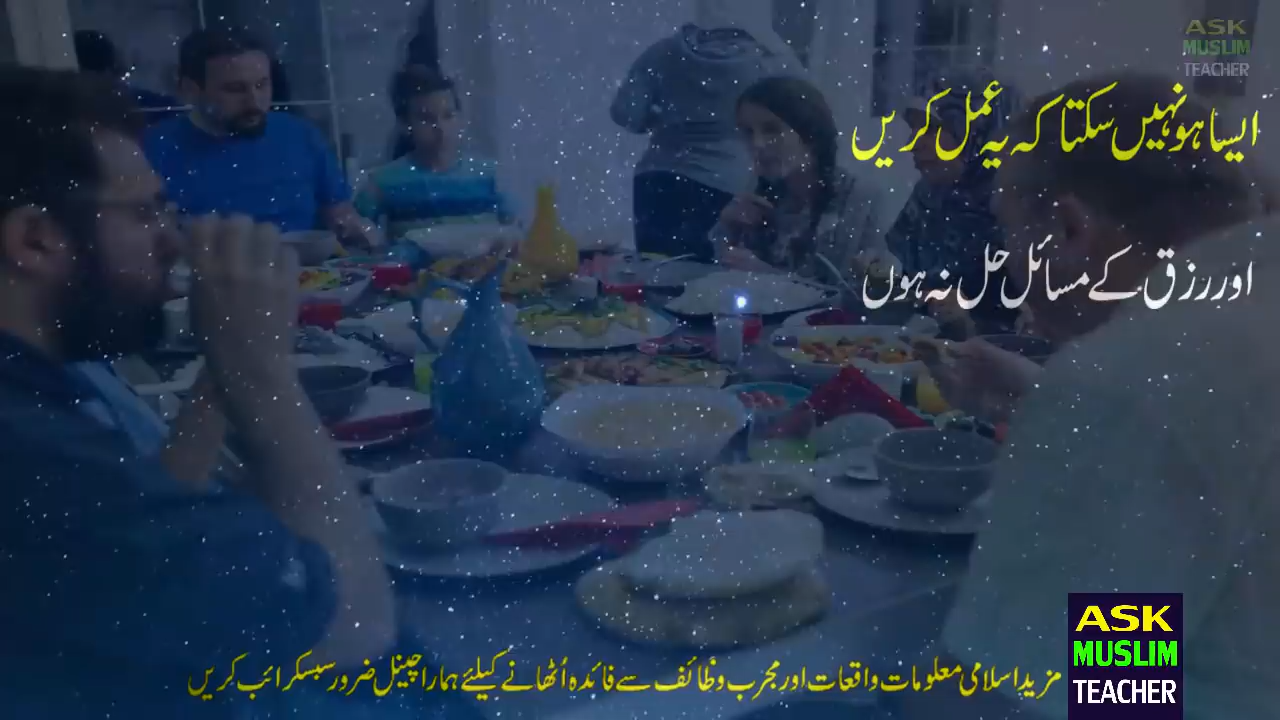 ASK
MUSLIM
TEACHER
ایسا ہو نہیں سکتا کہ یہ عمل کریں
اور رزق کے مسائل حل نہ ہوں
مزید اسلامی معلومات واقعات اور مجرب وظائف سے فائدہ اُٹھانے کیلئے ہمارا چینل ضرور سبسکرائب کریں
ASK
MUSLIM
TEACHER